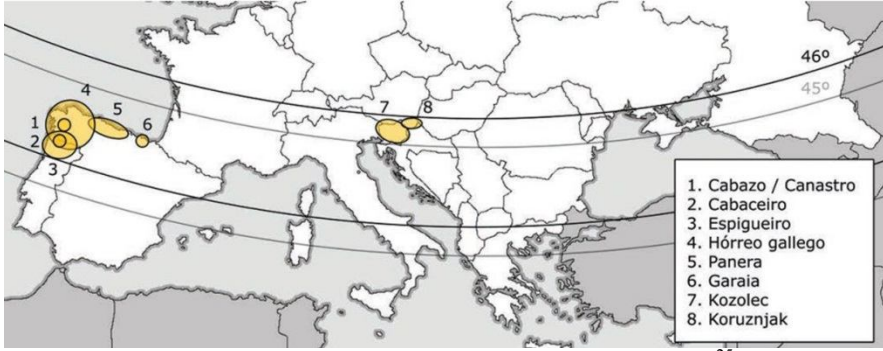 46º
45º
4
5
7
8
1
6
2
3
1. Cabazo / Canastro
2. Cabaceiro
3. Espigueiro
4. Hórreo gallego
5. Panera
6. Garaia
7. Kozolec
8. Koruznjak